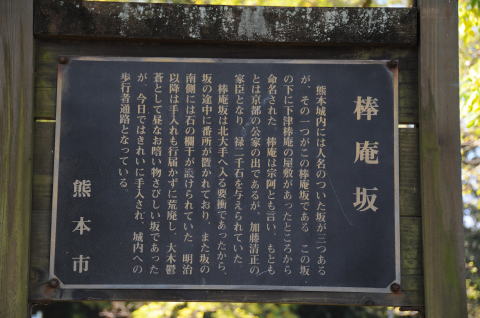 棒庵坂
熊本城内には人名のついた坂が三つある
が、その一つがこの棒庵坂である この坂
の下に下津棒庵の屋敷があったところから
命名された 棒庵は宗阿とも言い、もとも
とは京都の公家の出であるが、加藤清正の
家臣となり 禄三千石を与えられていた
棒庵坂は北大手へ入る要衝であったから、
坂の途中に番所が置かれており、また坂の
南側には石の欄干が設けられていた 明治
以降は手入れも行届かずに荒廃し、大木鬱
蒼として昼なお暗い物さびしい坂であった
が、今日ではきれいに手入され、城内への
歩行者通路となっている。
熊本市